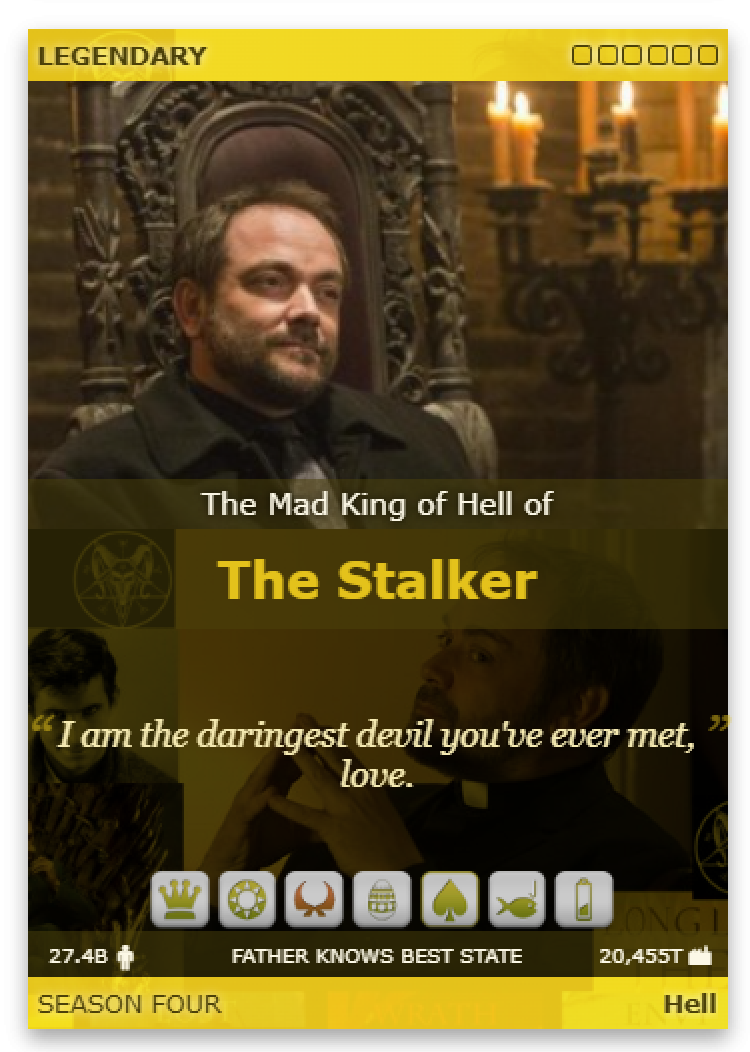 LEGENDARY
The Mad King of Hell of
The Stalker
“ I am the daringest devil you've ever met, ”
love.
27.4B FATHER KNOWS BEST STATE 20,455T
SEASON FOUR Hell